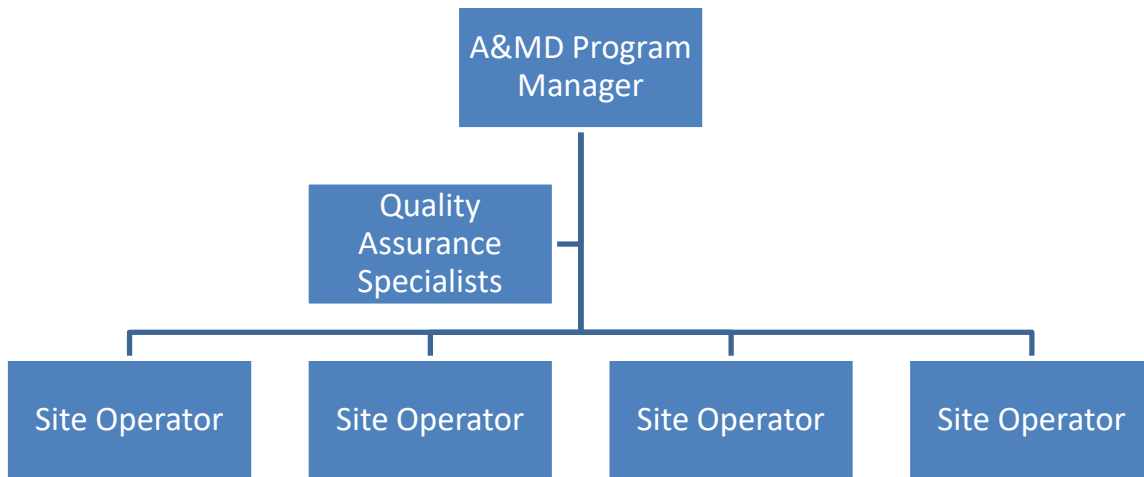 A&MD Program
Manager
Quality
Assurance
Specialists
Site Operator
Site Operator
Site Operator
Site Operator